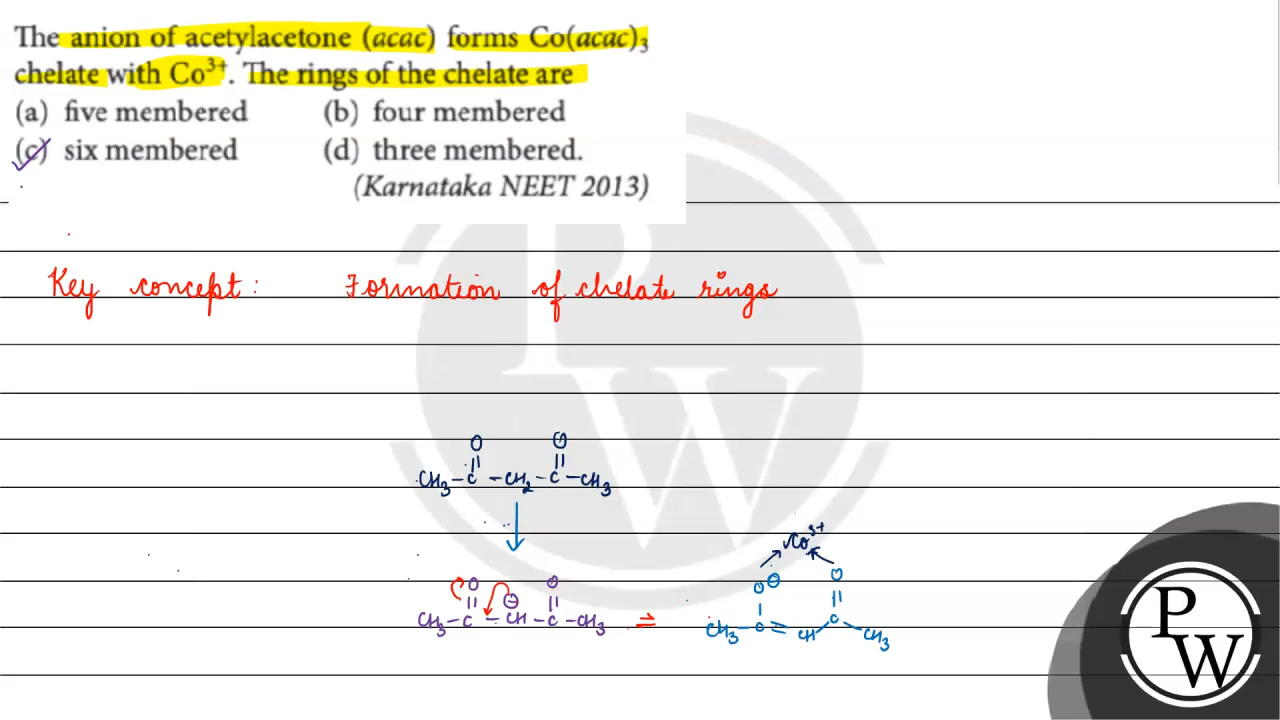 The anion of acetylacetone (acac) forms Co(acac)₃
chelate with Co³⁺. The rings of the chelate are
(a) five membered (b) four membered
(c) six membered (d) three membered.
(Karnataka NEET 2013)
Key concept: Formation of chelate rings
O O
CH₃-C-CH₂-C-CH₃
Co³⁺
O ⊖ O O ⊖ O
CH₃-C-CH-C-CH₃ ⇌ CH₃-C=CH-C-CH₃
P
W
P
W